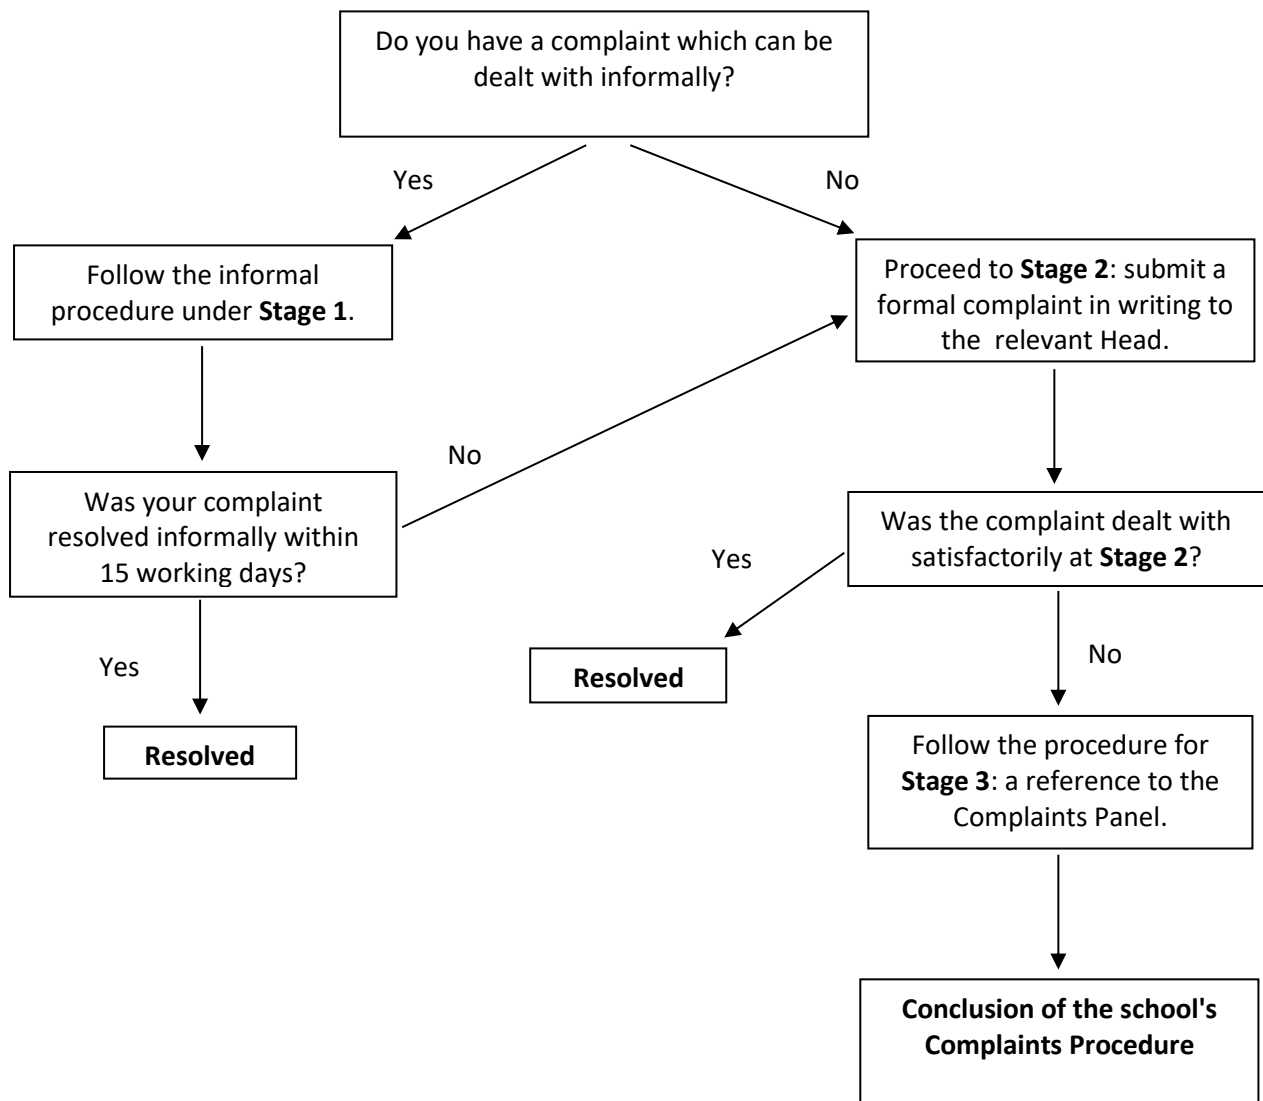 Do you have a complaint which can be
dealt with informally?
Yes
No
Follow the informal
procedure under Stage 1.
Proceed to Stage 2: submit a
formal complaint in writing to
the relevant Head.
No
Was your complaint
resolved informally within
15 working days?
Was the complaint dealt with
satisfactorily at Stage 2?
Yes
Yes
Resolved
No
Resolved
Follow the procedure for
Stage 3: a reference to the
Complaints Panel.
Conclusion of the school's
Complaints Procedure